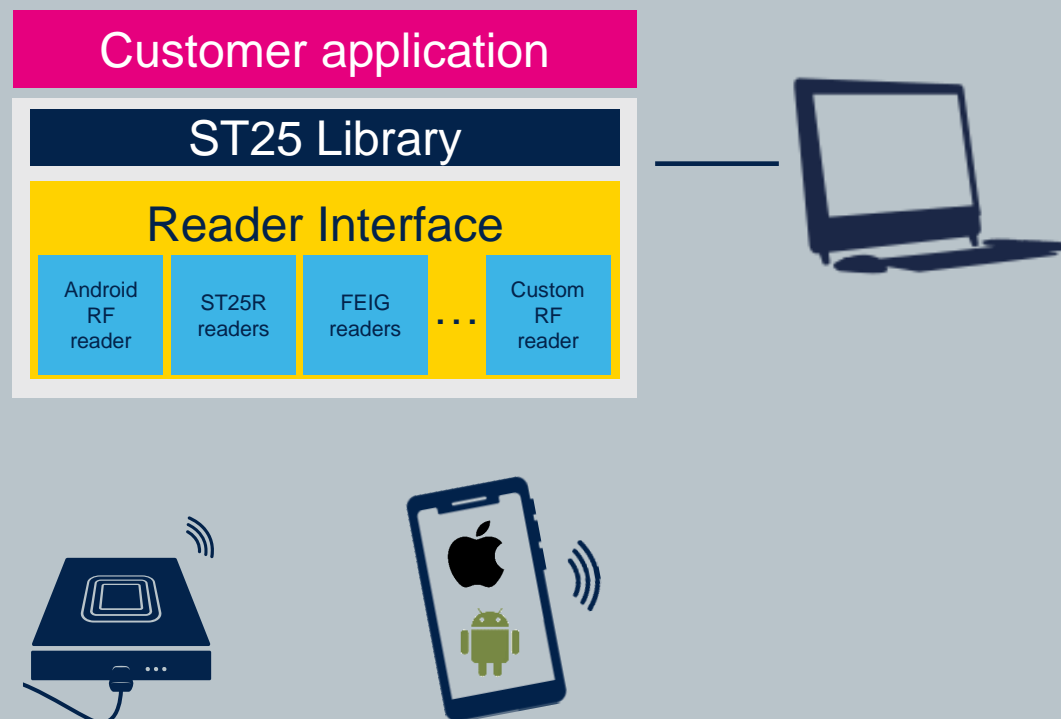 Customer application
ST25 Library
Reader Interface
Android
RF
reader
ST25R
readers
FEIG
readers
...
Custom
RF
reader